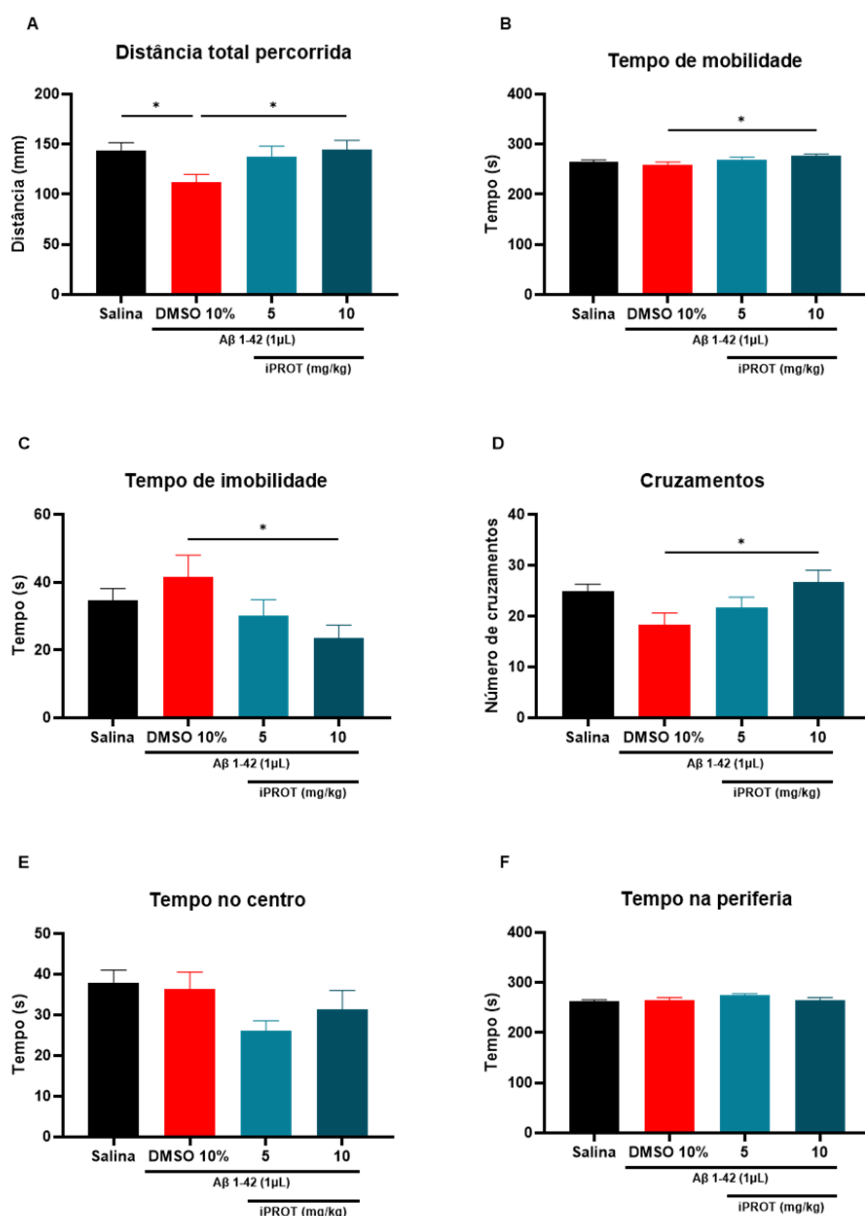 A
Distância total percorrida
Distância (mm)
200
150
100
50
0
*
*
Salina
DMSO 10%
5
10
Aβ 1-42 (1µL)
iPROT (mg/kg)
B
Tempo de mobilidade
Tempo (s)
400
300
200
100
0
*
Salina
DMSO 10%
5
10
Aβ 1-42 (1µL)
iPROT (mg/kg)
C
Tempo de imobilidade
Tempo (s)
60
40
20
0
*
Salina
DMSO 10%
5
10
Aβ 1-42 (1µL)
iPROT (mg/kg)
D
Cruzamentos
Número de cruzamentos
40
30
20
10
0
*
Salina
DMSO 10%
5
10
Aβ 1-42 (1µL)
iPROT (mg/kg)
E
Tempo no centro
Tempo (s)
50
40
30
20
10
0
Salina
DMSO 10%
5
10
Aβ 1-42 (1µL)
iPROT (mg/kg)
F
Tempo na periferia
Tempo (s)
400
300
200
100
0
Salina
DMSO 10%
5
10
Aβ 1-42 (1µL)
iPROT (mg/kg)